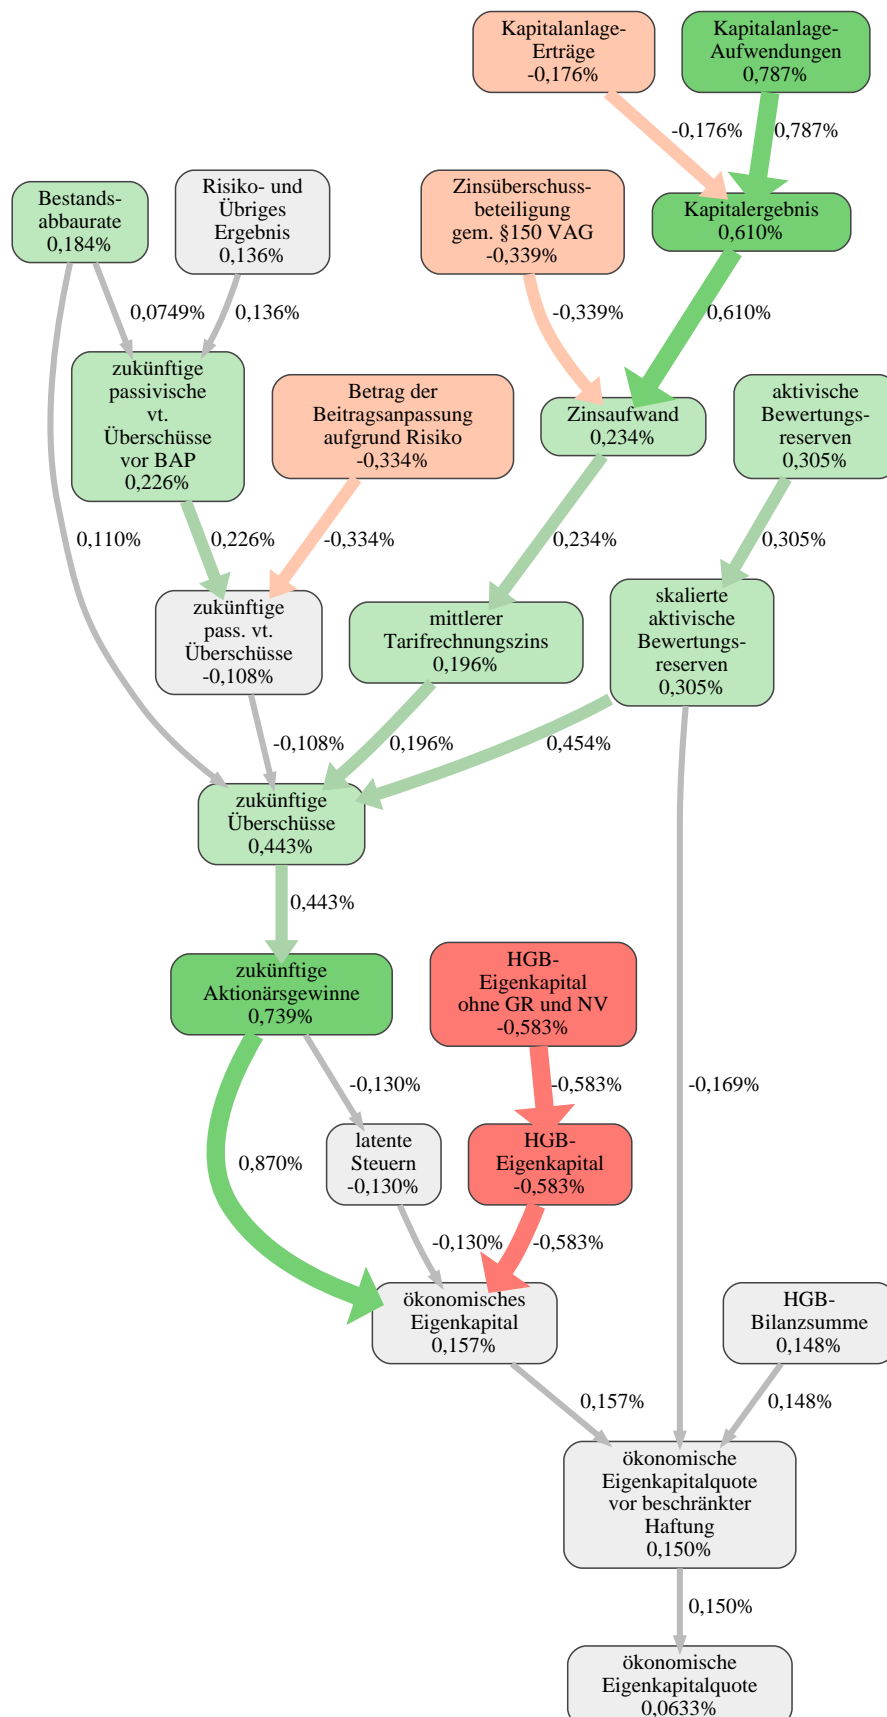 Kapitalanlage-
Erträge
-0,176%
Kapitalanlage-
Aufwendungen
0,787%
-0,176%
0,787%
Bestands-
abbaurate
0,184%
Risiko- und
Übriges
Ergebnis
0,136%
Zinsüberschuss-
beteiligung
gem. §150 VAG
-0,339%
Kapitalergebnis
0,610%
0,0749%
0,136%
-0,339%
0,610%
zukünftige
passivische
vt.
Überschüsse
vor BAP
0,226%
Betrag der
Beitragsanpassung
aufgrund Risiko
-0,334%
Zinsaufwand
0,234%
aktivische
Bewertungs-
reserven
0,305%
0,110%
0,226%
-0,334%
0,234%
0,305%
zukünftige
pass. vt.
Überschüsse
-0,108%
mittlerer
Tarifrechnungszins
0,196%
skalierte
aktivische
Bewertungs-
reserven
0,305%
-0,108%
0,196%
0,454%
zukünftige
Überschüsse
0,443%
0,443%
zukünftige
Aktionärsgewinne
0,739%
HGB-
Eigenkapital
ohne GR und NV
-0,583%
-0,130%
-0,583%
-0,169%
0,870%
latente
Steuern
-0,130%
HGB-
Eigenkapital
-0,583%
-0,130%
-0,583%
ökonomisches
Eigenkapital
0,157%
HGB-
Bilanzsumme
0,148%
0,157%
0,148%
ökonomische
Eigenkapitalquote
vor beschränkter
Haftung
0,150%
0,150%
ökonomische
Eigenkapitalquote
0,0633%